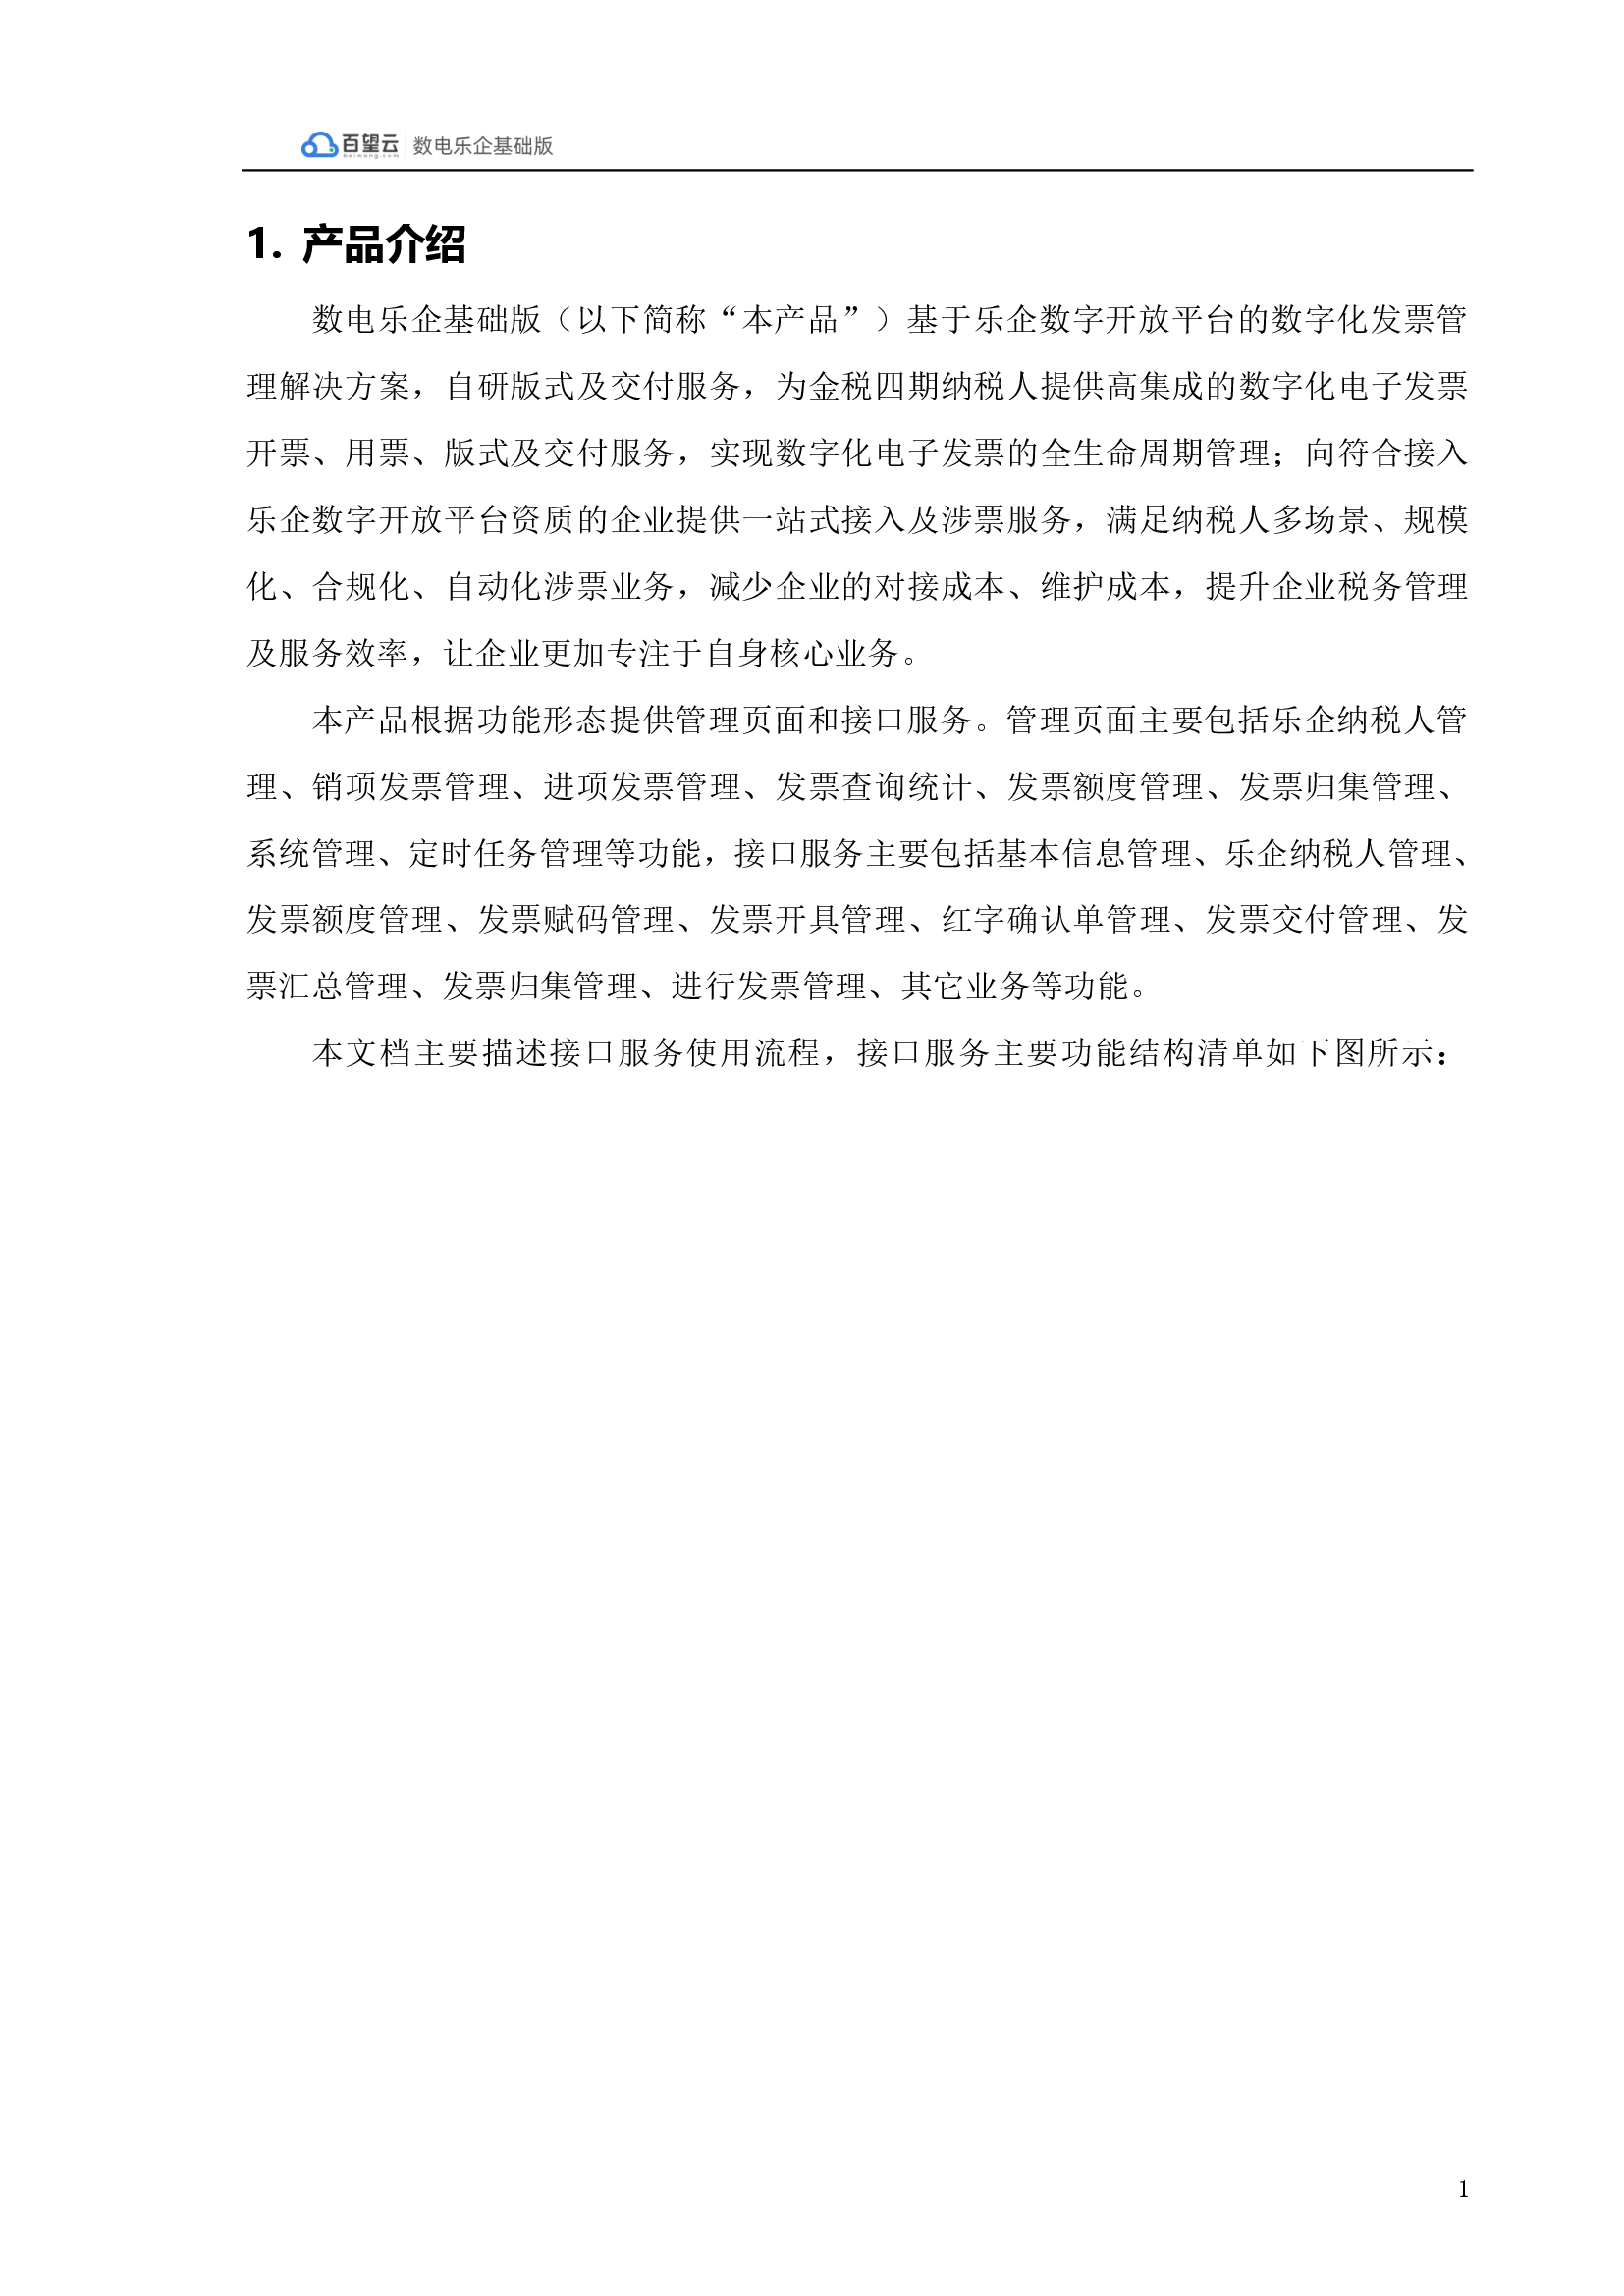 百望云 数电乐企基础版
baiwang.com
1. 产品介绍
数电乐企基础版（以下简称“本产品”）基于乐企数字开放平台的数字化发票管
理解决方案，自研版式及交付服务，为金税四期纳税人提供高集成的数字化电子发票
开票、用票、版式及交付服务，实现数字化电子发票的全生命周期管理；向符合接入
乐企数字开放平台资质的企业提供一站式接入及涉票服务，满足纳税人多场景、规模
化、合规化、自动化涉票业务，减少企业的对接成本、维护成本，提升企业税务管理
及服务效率，让企业更加专注于自身核心业务。
本产品根据功能形态提供管理页面和接口服务。管理页面主要包括乐企纳税人管
理、销项发票管理、进项发票管理、发票查询统计、发票额度管理、发票归集管理、
系统管理、定时任务管理等功能，接口服务主要包括基本信息管理、乐企纳税人管理、
发票额度管理、发票赋码管理、发票开具管理、红字确认单管理、发票交付管理、发
票汇总管理、发票归集管理、进行发票管理、其它业务等功能。
本文档主要描述接口服务使用流程，接口服务主要功能结构清单如下图所示：
1